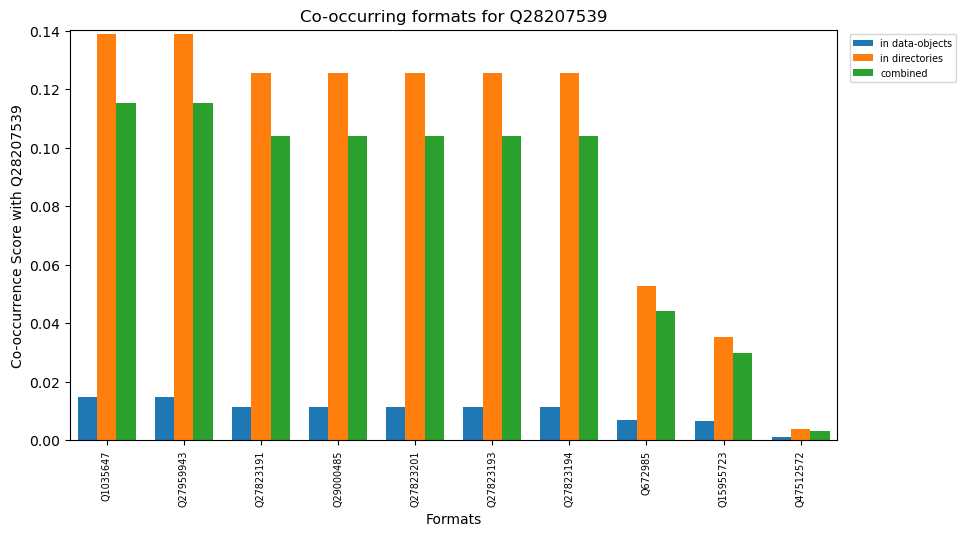 Co-occurring formats for Q28207539
in data-objects
in directories
combined
Co-occurrence Score with Q28207539
0.14
0.12
0.10
0.08
0.06
0.04
0.02
0.00
Q1035647
Q27959943
Q27823191
Q29000485
Q27823201
Q27823193
Q27823194
Q672985
Q15955723
Q47512572
Formats